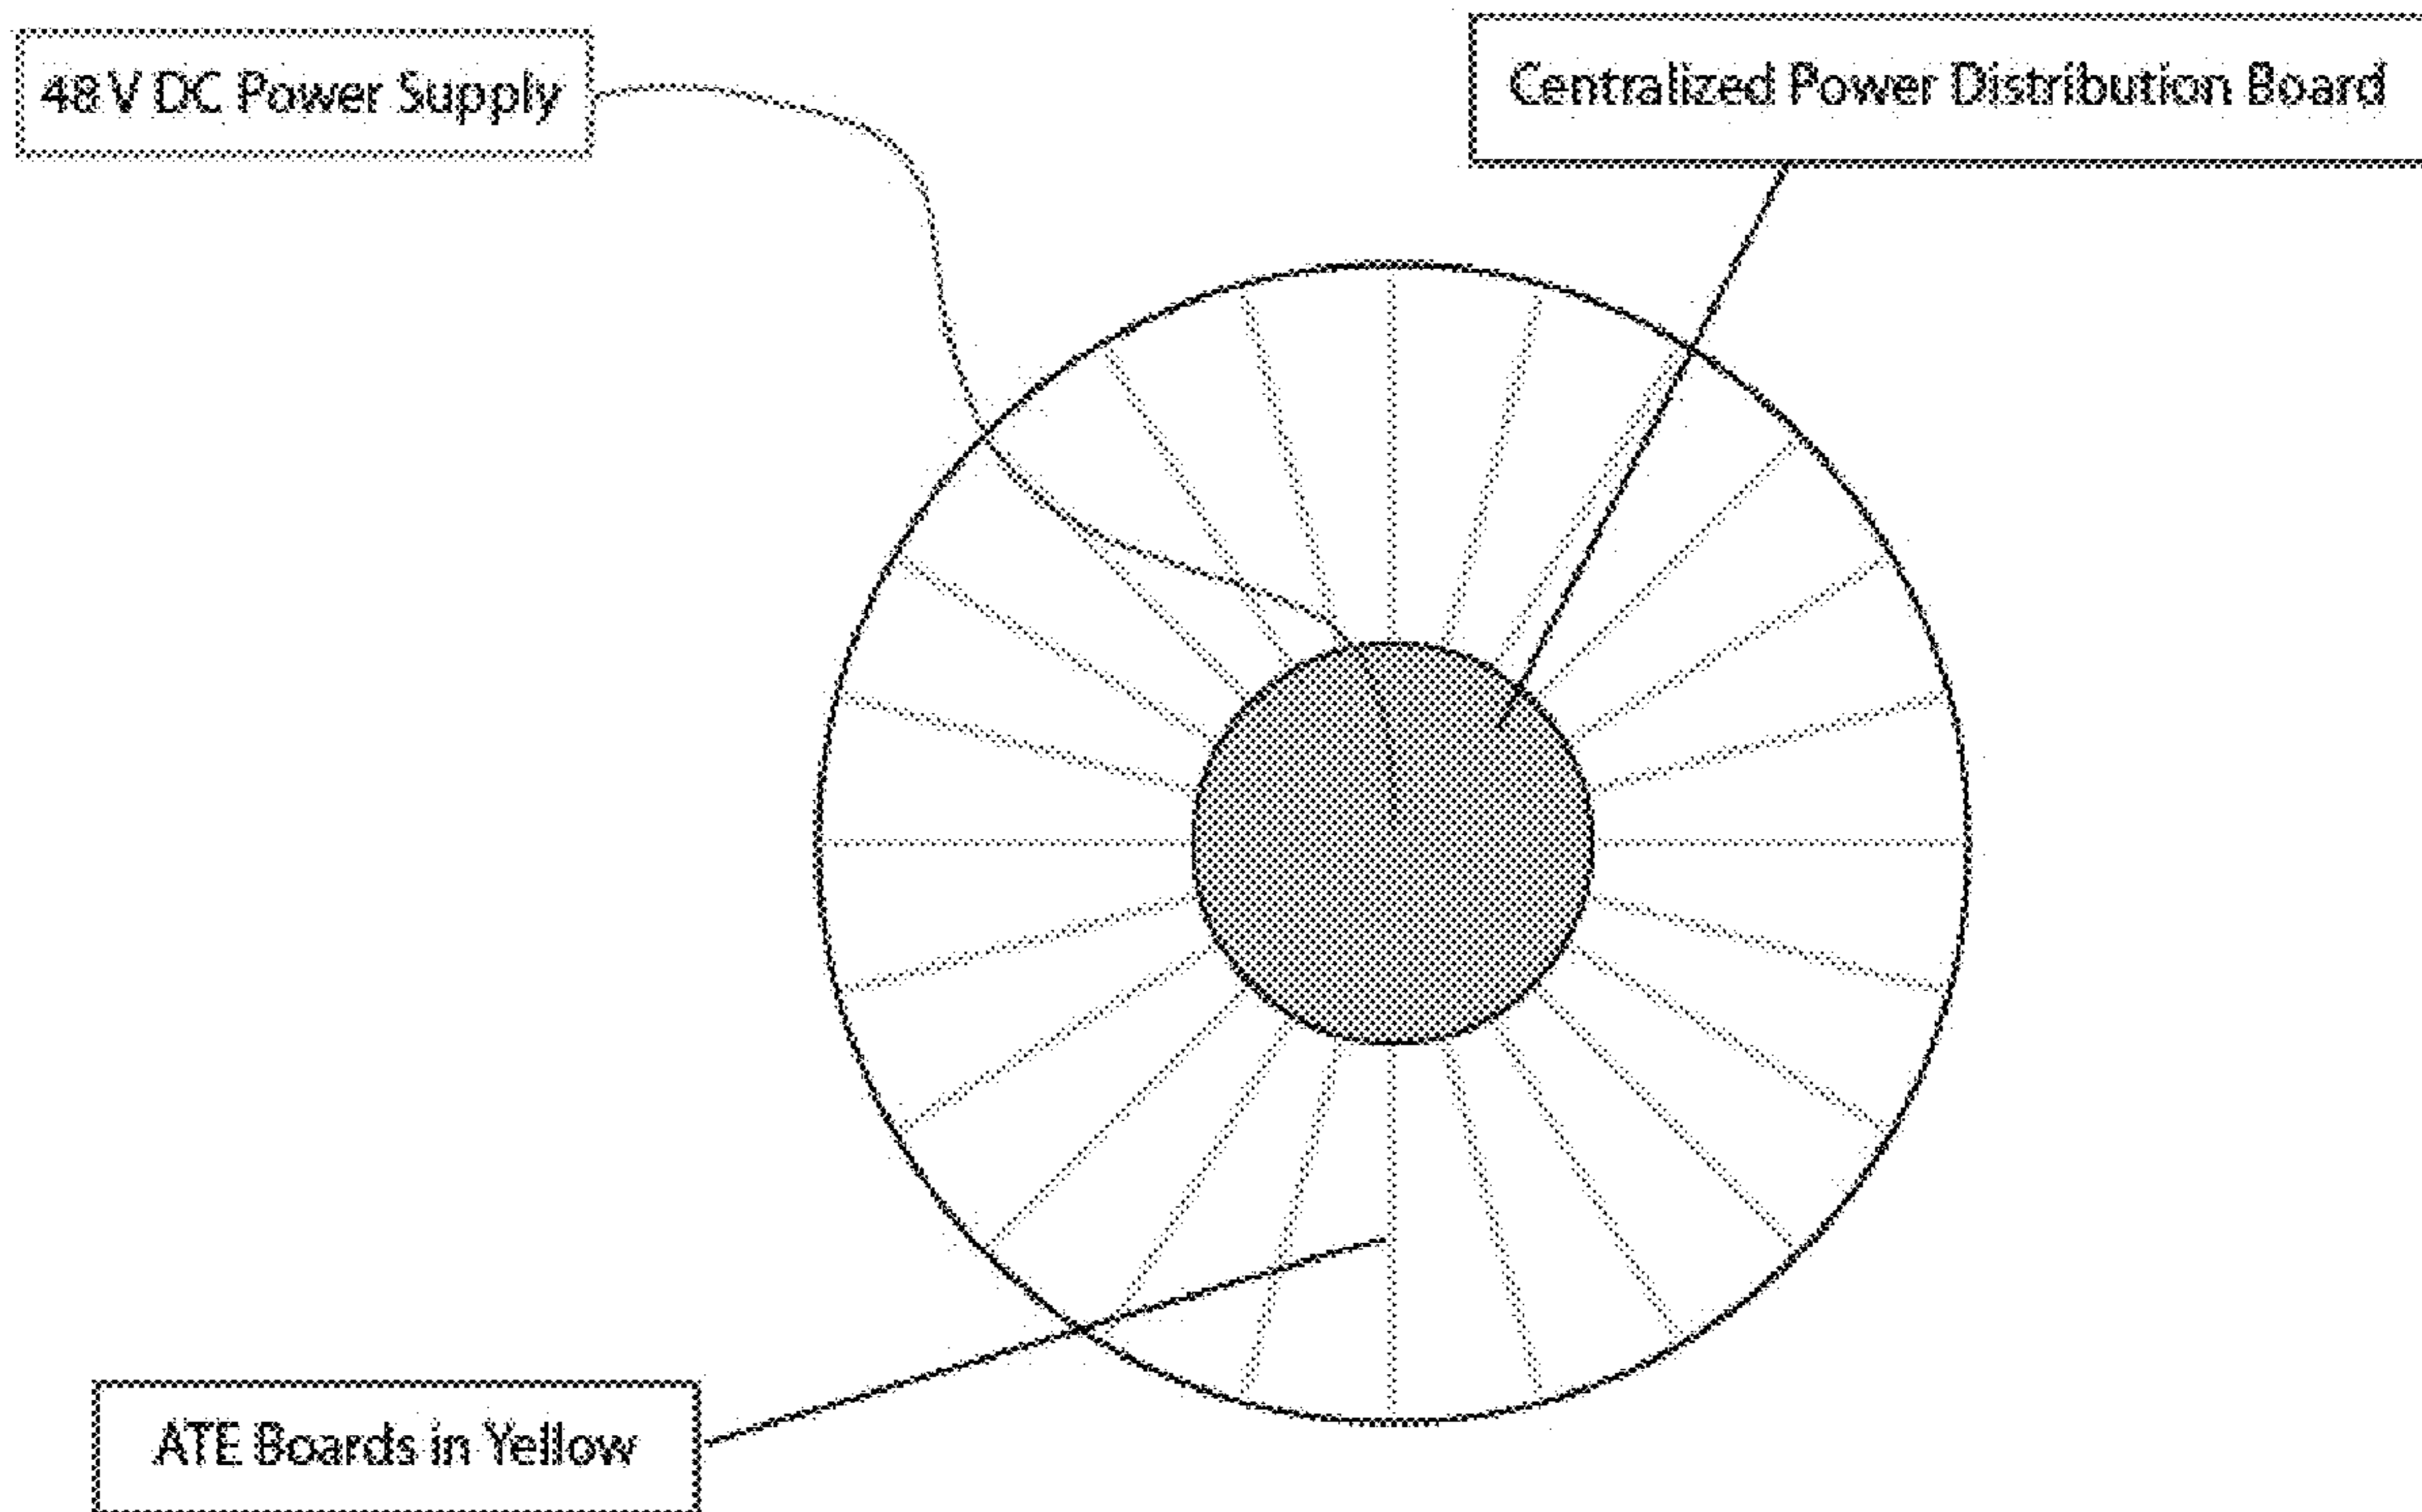 48 V DC Power Supply
Centralized Power Distribution Board
ATE Boards in Yellow